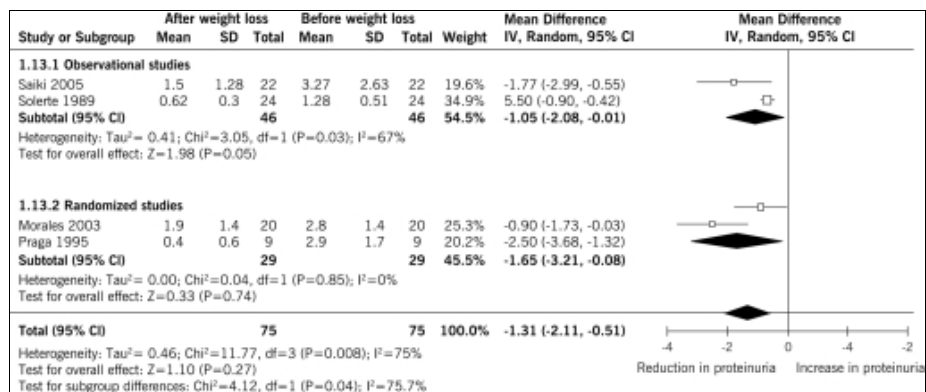 After weight loss Before weight loss Mean Difference Mean Difference
Study or Subgroup Mean SD Total Mean SD Total Weight IV, Random, 95% CI IV, Random, 95% CI
1.13.1 Observational studies
Saiki 2005 1.5 1.28 22 3.27 2.63 22 19.6% -1.77 (-2.99, -0.55)
Solerte 1989 0.62 0.3 24 1.28 0.51 24 34.9% 5.50 (-0.90, -0.42)
Subtotal (95% CI) 46 46 54.5% -1.05 (-2.08, -0.01)
Heterogeneity: Tau²= 0.41; Chi²=3.05, df=1 (P=0.03); I²=67%
Test for overall effect: Z=1.98 (P=0.05)
1.13.2 Randomized studies
Morales 2003 1.9 1.4 20 2.8 1.4 20 25.3% -0.90 (-1.73, -0.03)
Praga 1995 0.4 0.6 9 2.9 1.7 9 20.2% -2.50 (-3.68, -1.32)
Subtotal (95% CI) 29 29 45.5% -1.65 (-3.21, -0.08)
Heterogeneity: Tau²= 0.00; Chi²=0.04, df=1 (P=0.85); I²=0%
Test for overall effect: Z=0.33 (P=0.74)
Total (95% CI) 75 75 100.0% -1.31 (-2.11, -0.51)
Heterogeneity: Tau²= 0.46; Chi²=11.77, df=3 (P=0.008); I²=75%
Test for overall effect: Z=1.10 (P=0.27)
Test for subgroup differences: Chi²=4.12, df=1 (P=0.04); I²=75.7%
-4 -2 0 -4 -2
Reduction in proteinuria Increase in proteinuria